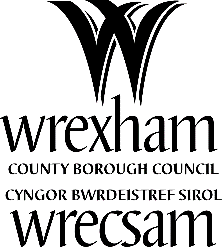 wrexham
COUNTY BOROUGH COUNCIL
CYNGOR BWRDEISTREF SIROL
wrecsam